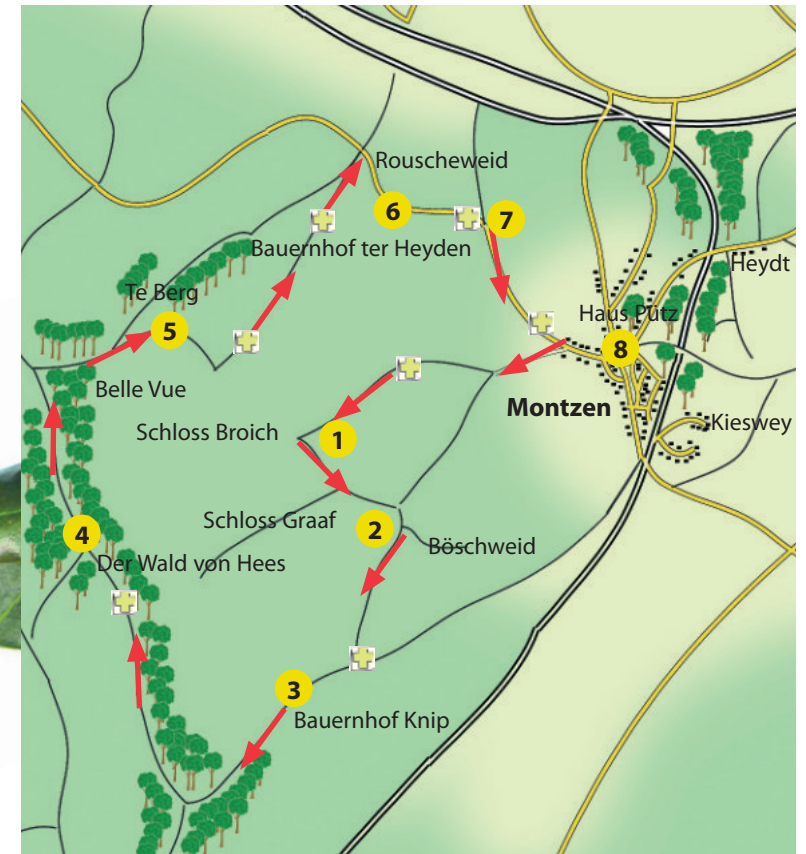 Rouscheweid
6
7
Bauernhof ter Heyden
Heydt
Te Berg
Haus Pütz
5
8
Belle Vue
Montzen
Kieswey
Schloss Broich
1
Schloss Graaf
2
Böschweid
4
Der Wald von Hees
3
Bauernhof Knip